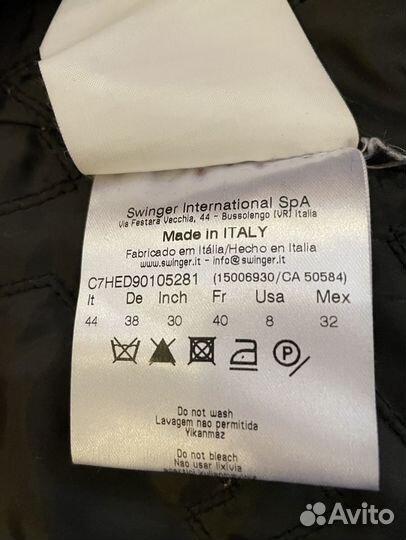 Swinger International SpA
Via Festara Vecchia, 44 - Bussolengo (VR) Italia
Made in ITALY
Fabricado em Itália/Hecho en Italia
www.swinger.it - info@swinger.it
C7HED90105281 (15006930/CA 50584)
It De Inch Fr Usa Mex
44 38 30 40 8 32
P
Do not wash
Lavagem nao permitida
Yikanmaz
Do not bleach
Nao usar lixivia
Avito